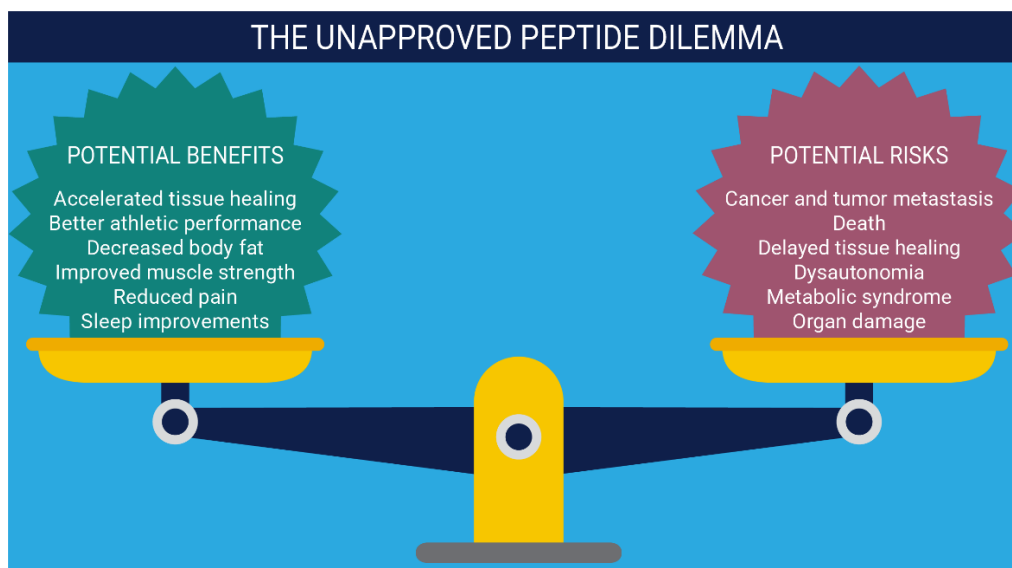 THE UNAPPROVED PEPTIDE DILEMMA
POTENTIAL BENEFITS
Accelerated tissue healing
Better athletic performance
Decreased body fat
Improved muscle strength
Reduced pain
Sleep improvements
POTENTIAL RISKS
Cancer and tumor metastasis
Death
Delayed tissue healing
Dysautonomia
Metabolic syndrome
Organ damage